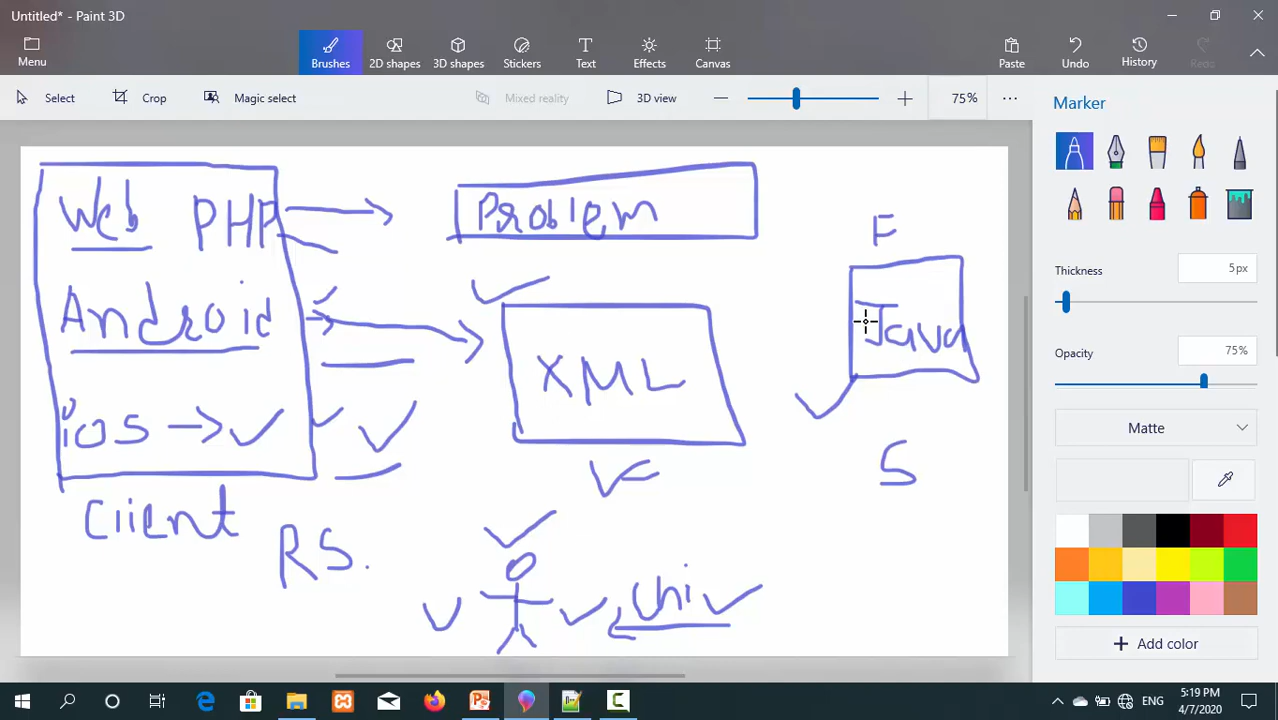 Untitled* - Paint 3D
Menu
Brushes
2D shapes
3D shapes
Stickers
Text
Effects
Canvas
Paste
Undo
History
Redo
Select
Crop
Magic select
Mixed reality
3D view
75%
Marker
Thickness
5px
Opacity
75%
Matte
Add color
Web PHP
Problem
F
Android
XML
Java
ios
S
Client
RS.
Chi
ENG
5:19 PM
4/7/2020